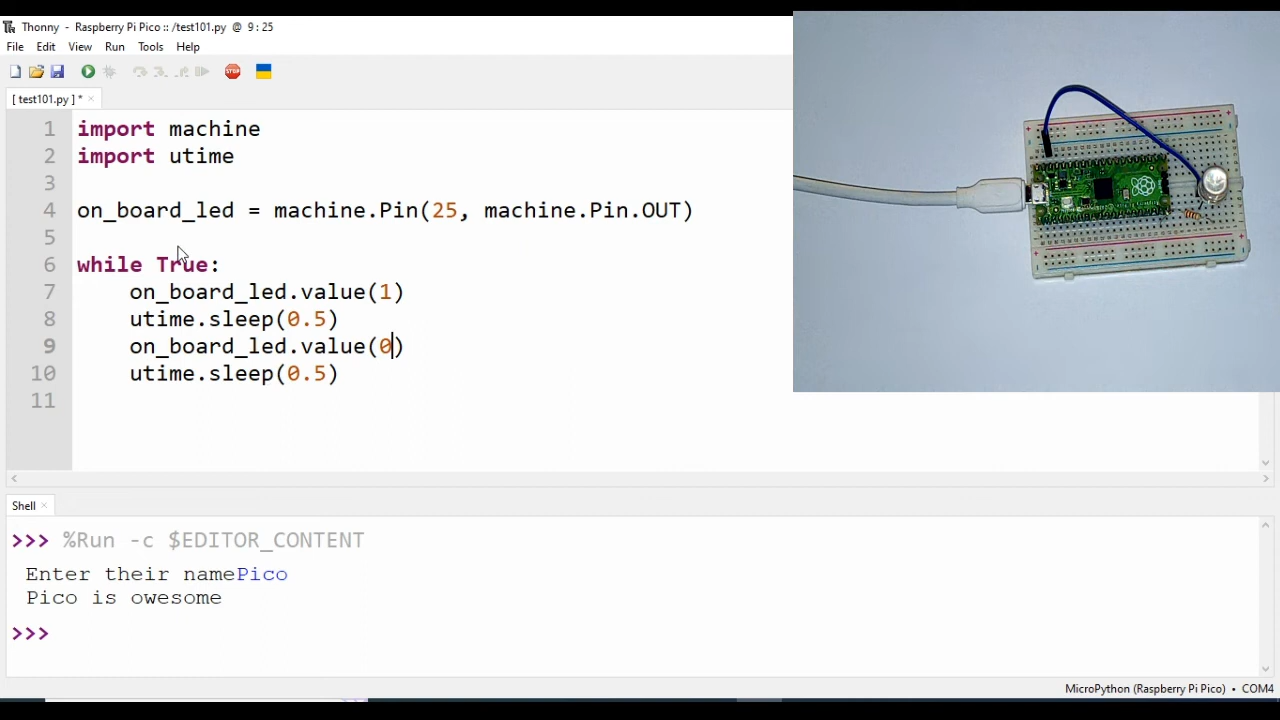 Thonny - Raspberry Pi Pico :: /test101.py @ 9:25
File Edit View Run Tools Help
STOP
[ test101.py ] * ×
1 import machine
2 import utime
3
4 on_board_led = machine.Pin(25, machine.Pin.OUT)
5
6 while True:
7     on_board_led.value(1)
8     utime.sleep(0.5)
9     on_board_led.value(0)
10     utime.sleep(0.5)
11
Shell ×
>>> %Run -c $EDITOR_CONTENT
Enter their namePico
Pico is owesome
>>>
MicroPython (Raspberry Pi Pico) • COM4